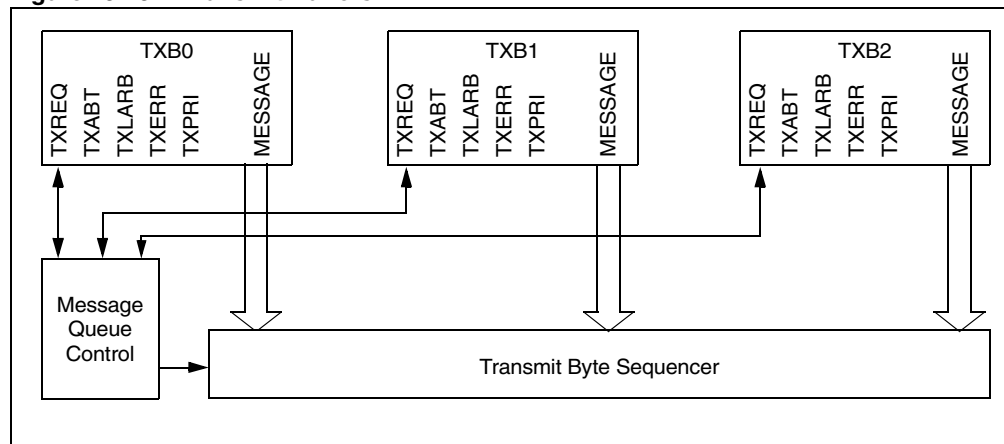 TXB0
TXREQ
TXABT
TXLARB
TXERR
TXPRI
MESSAGE
TXB1
TXREQ
TXABT
TXLARB
TXERR
TXPRI
MESSAGE
TXB2
TXREQ
TXABT
TXLARB
TXERR
TXPRI
MESSAGE
Message
Queue
Control
Transmit Byte Sequencer